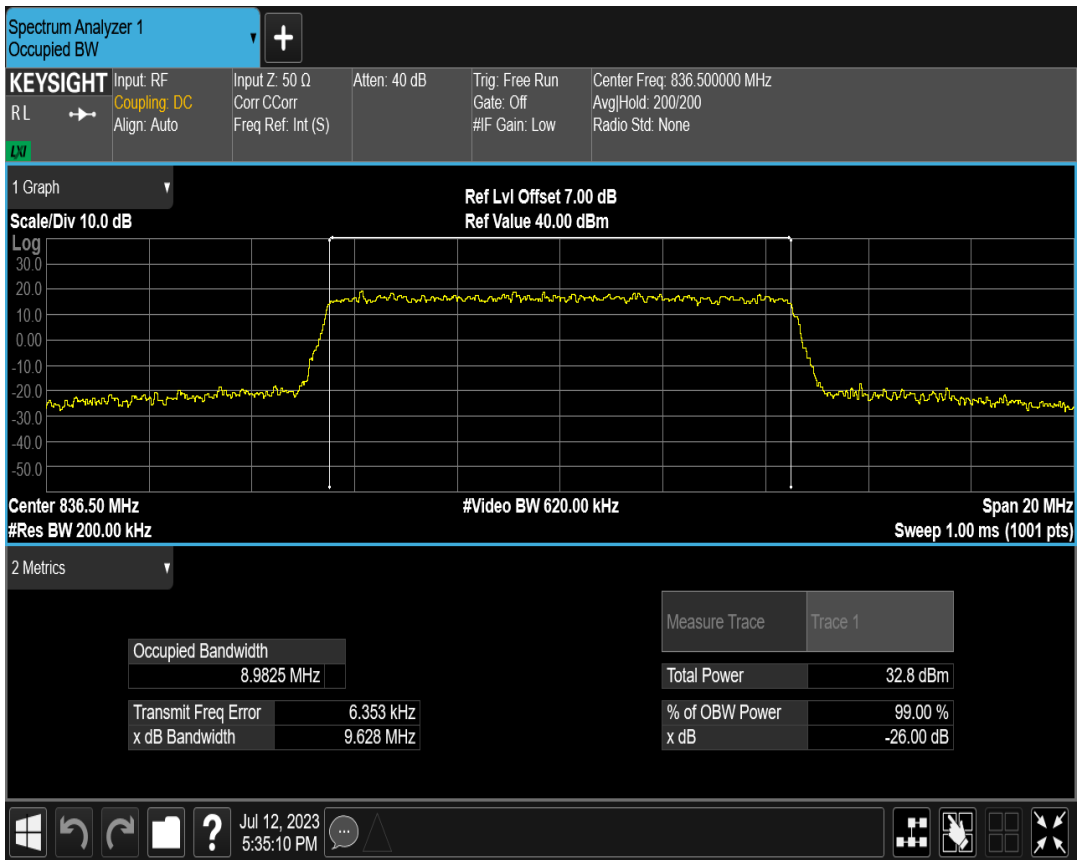 Spectrum Analyzer 1
Occupied BW
KEYSIGHT
RL
LXI
Input: RF
Coupling: DC
Align: Auto
Input Z: 50 Ω
Corr CCorr
Freq Ref: Int (S)
Atten: 40 dB
Trig: Free Run
Gate: Off
#IF Gain: Low
Center Freq: 836.500000 MHz
Avg|Hold: 200/200
Radio Std: None
1 Graph
Scale/Div 10.0 dB
Ref Lvl Offset 7.00 dB
Ref Value 40.00 dBm
Log
30.0
20.0
10.0
0.00
-10.0
-20.0
-30.0
-40.0
-50.0
Center 836.50 MHz
#Res BW 200.00 kHz
#Video BW 620.00 kHz
Span 20 MHz
Sweep 1.00 ms (1001 pts)
2 Metrics
Measure Trace Trace 1
Occupied Bandwidth
8.9825 MHz
Total Power 32.8 dBm
Transmit Freq Error 6.353 kHz
x dB Bandwidth 9.628 MHz
% of OBW Power 99.00 %
x dB -26.00 dB
Jul 12, 2023
5:35:10 PM